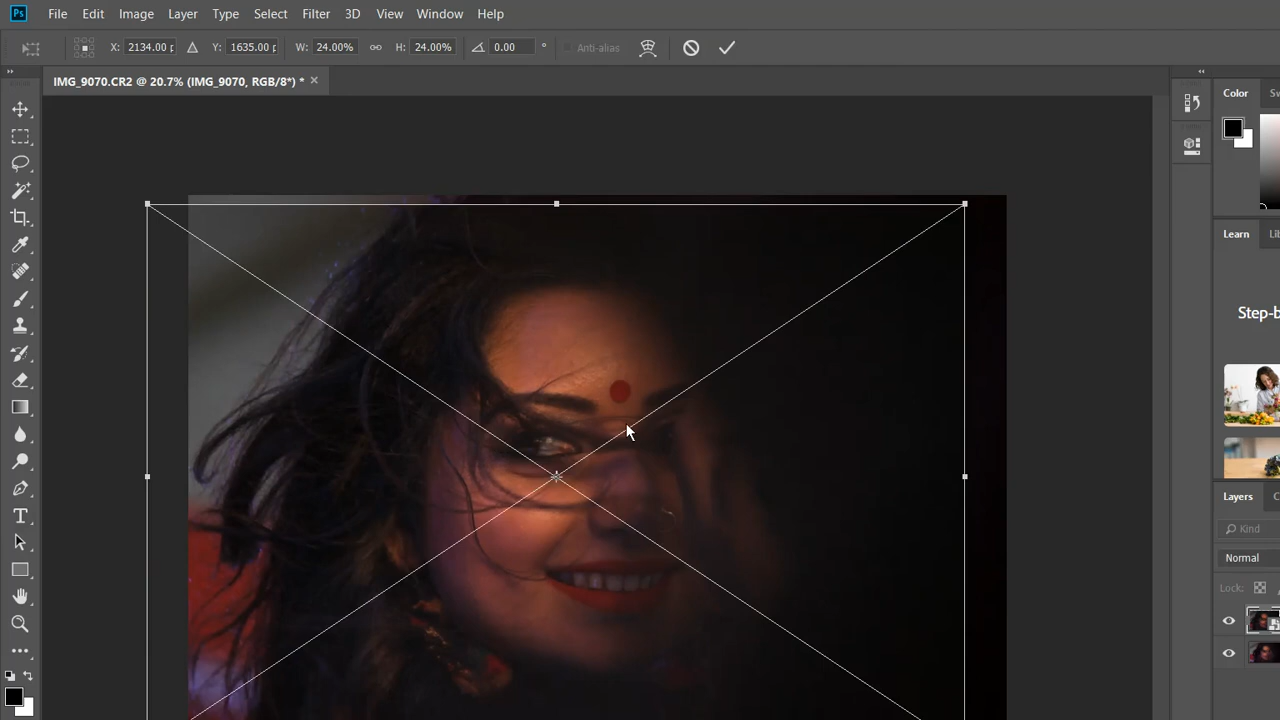 Ps File Edit Image Layer Type Select Filter 3D View Window Help
X: 2134.00 p Y: 1635.00 p W: 24.00% H: 24.00% 0.00 ° Anti-alias
IMG_9070.CR2 @ 20.7% (IMG_9070, RGB/8*) * ×
Color Sw
Learn Lib
Step-b
Layers C
Kind
Normal
Lock: